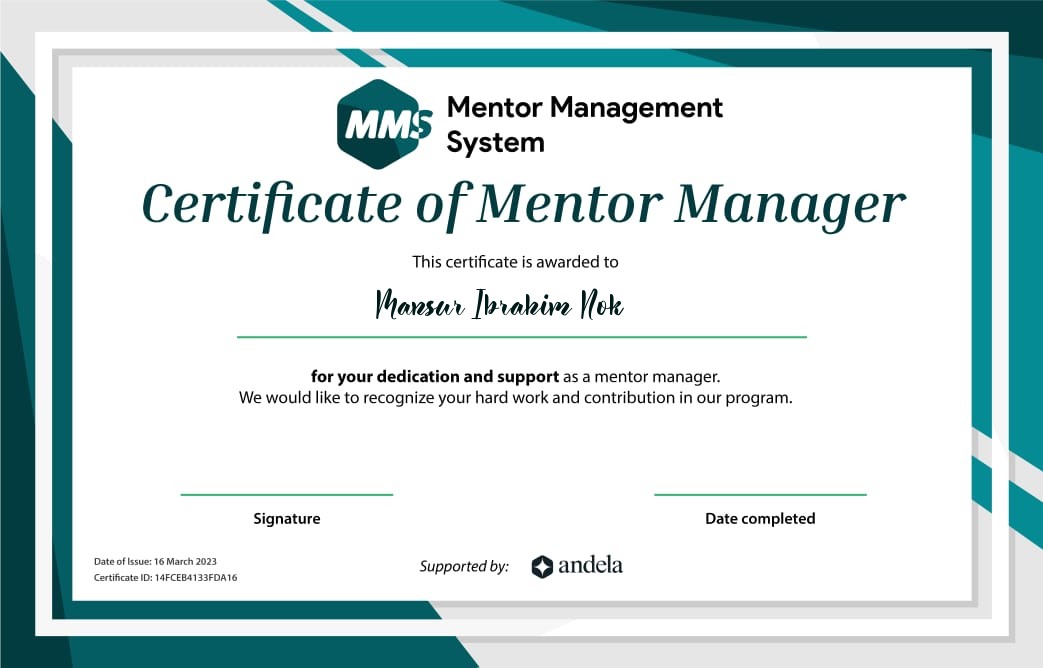 MMS
Mentor Management
System
Certificate of Mentor Manager
This certificate is awarded to
Mansur Ibrahim Nok
for your dedication and support as a mentor manager.
We would like to recognize your hard work and contribution in our program.
Signature
Date completed
Date of Issue: 16 March 2023
Certificate ID: 14FCEB4133FDA16
Supported by:
andela